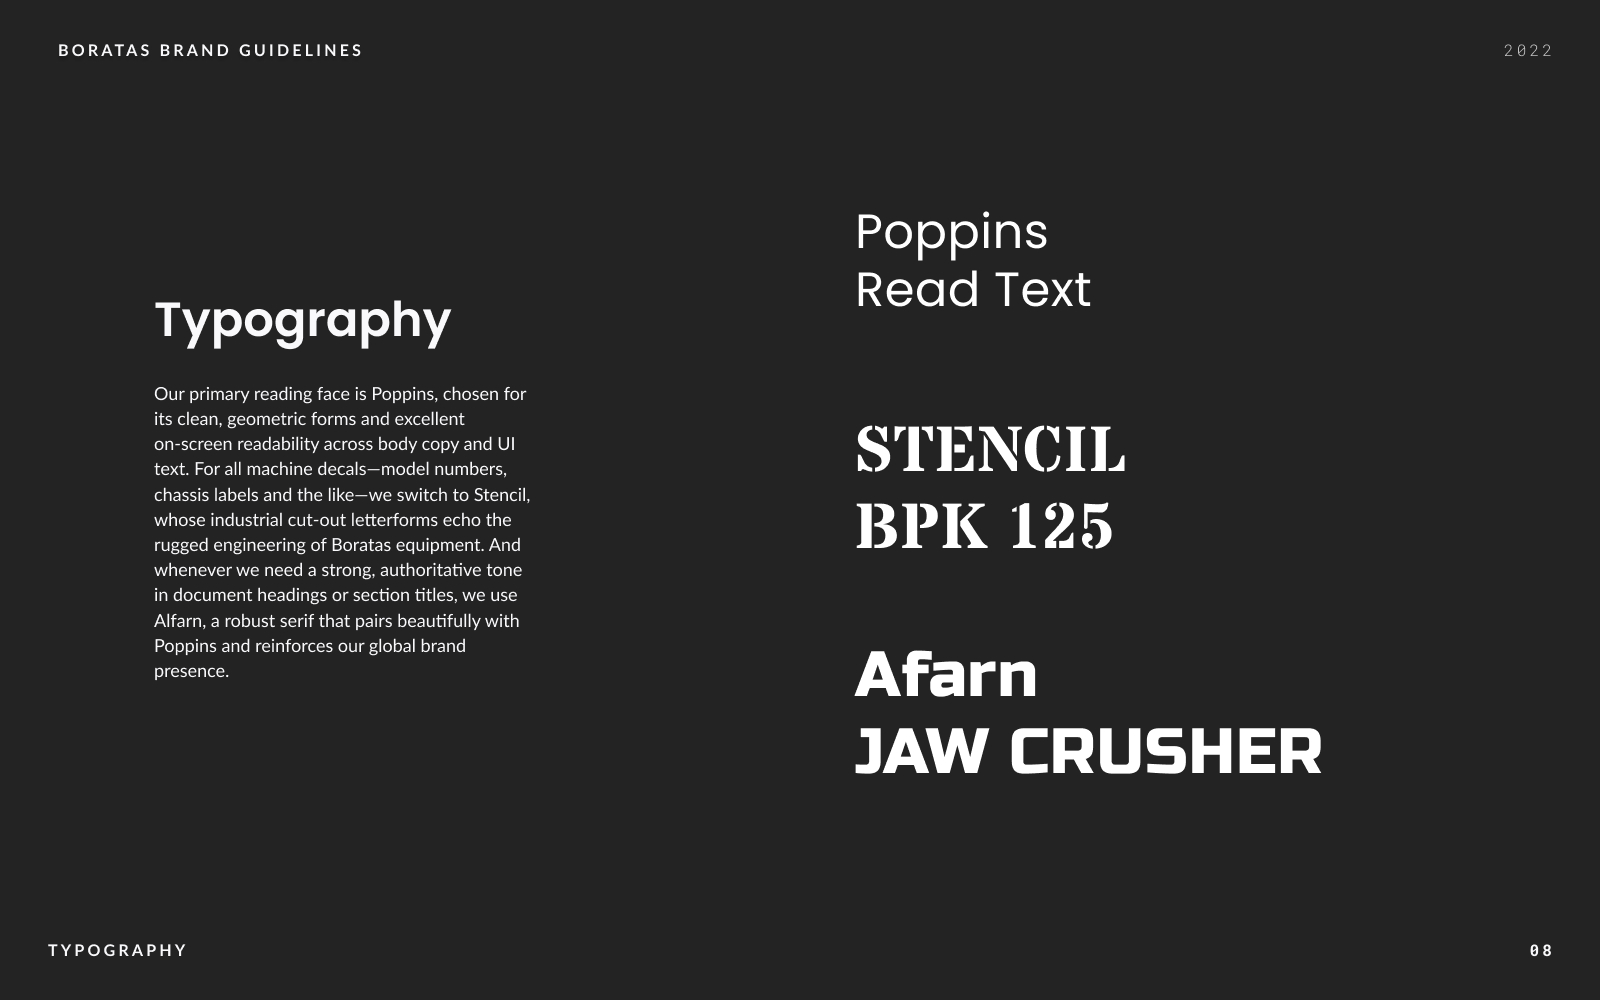 BORATAS BRAND GUIDELINES
2022
Typography
Our primary reading face is Poppins, chosen for
its clean, geometric forms and excellent
on-screen readability across body copy and UI
text. For all machine decals—model numbers,
chassis labels and the like—we switch to Stencil,
whose industrial cut-out letterforms echo the
rugged engineering of Boratas equipment. And
whenever we need a strong, authoritative tone
in document headings or section titles, we use
Alfarn, a robust serif that pairs beautifully with
Poppins and reinforces our global brand
presence.
Poppins
Read Text
STENCIL
BPK 125
Afarn
JAW CRUSHER
TYPOGRAPHY
08